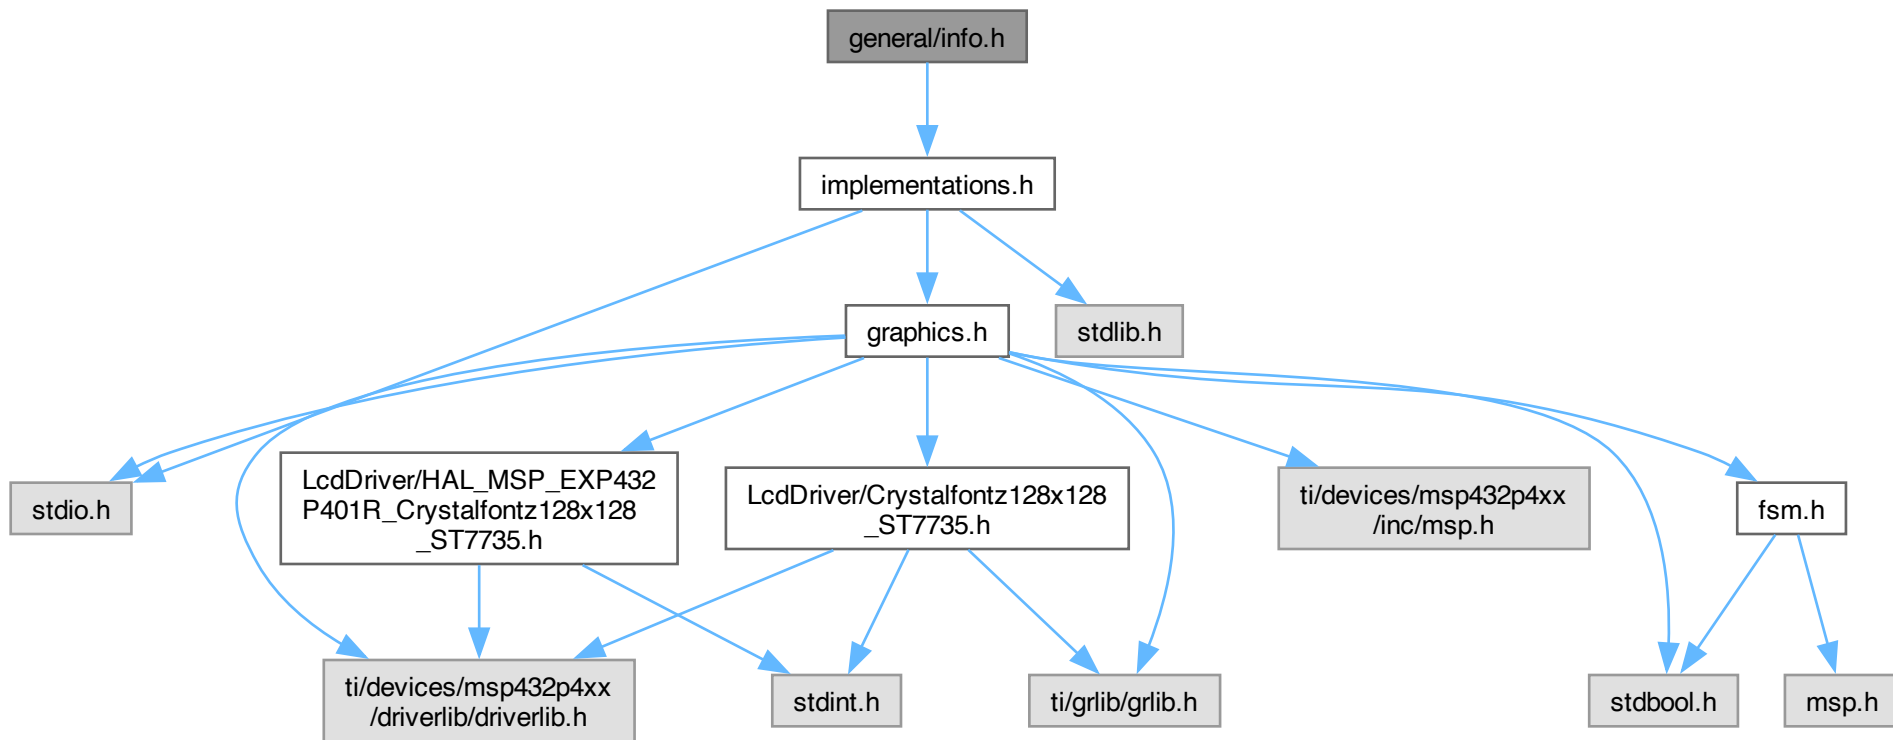 general/info.h
implementations.h
graphics.h
stdlib.h
stdio.h
LcdDriver/HAL_MSP_EXP432
P401R_Crystalfontz128x128
_ST7735.h
LcdDriver/Crystalfontz128x128
_ST7735.h
ti/devices/msp432p4xx
/inc/msp.h
fsm.h
ti/devices/msp432p4xx
/driverlib/driverlib.h
stdint.h
ti/grlib/grlib.h
stdbool.h
msp.h